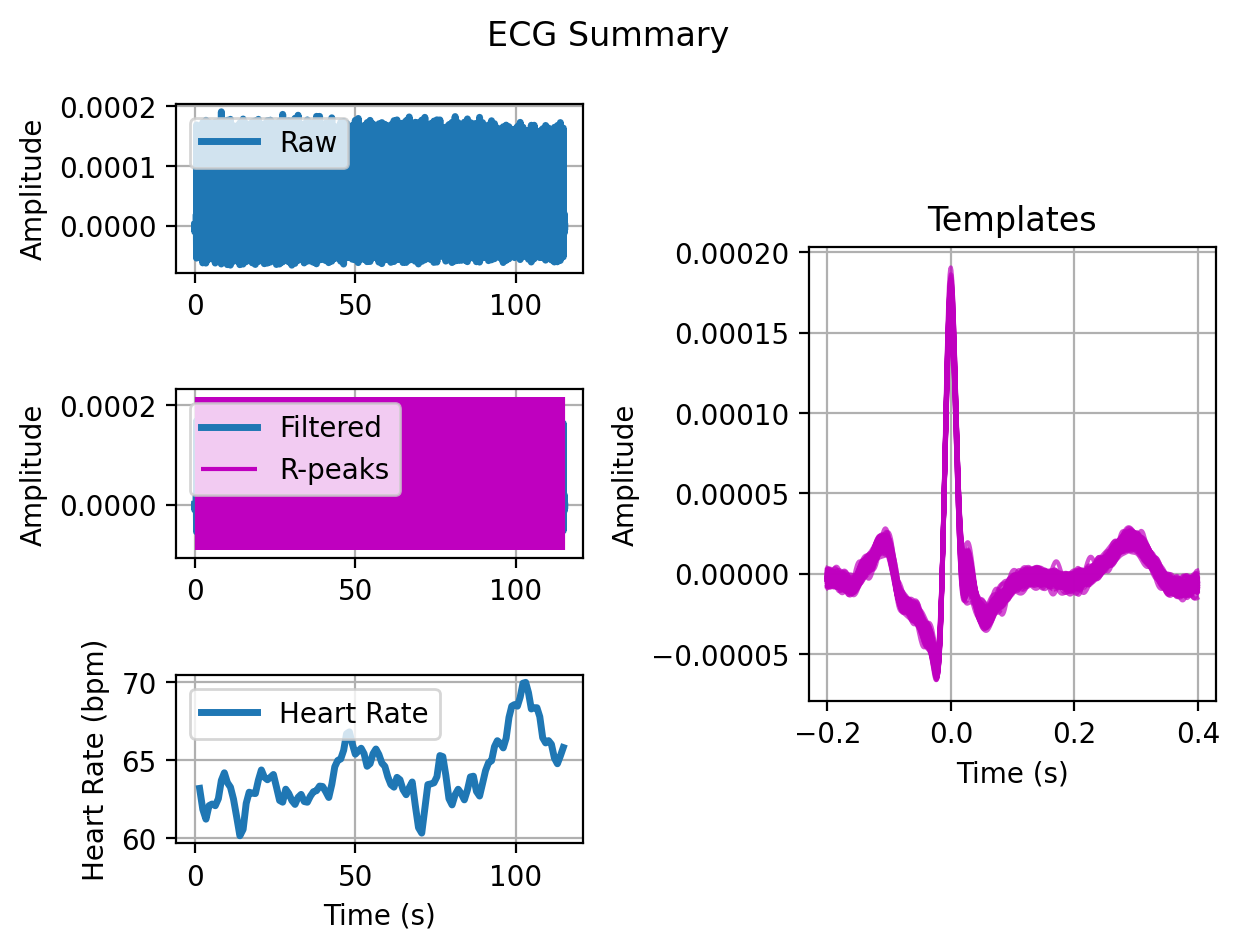 ECG Summary
0.0002
0.0001
0.0000
Amplitude
Raw
0
50
100
0.0002
0.0000
Amplitude
Filtered
R-peaks
0
50
100
70
65
60
Heart Rate (bpm)
Heart Rate
0
50
100
Time (s)
Templates
0.00020
0.00015
0.00010
0.00005
0.00000
−0.00005
Amplitude
−0.2
0.0
0.2
0.4
Time (s)